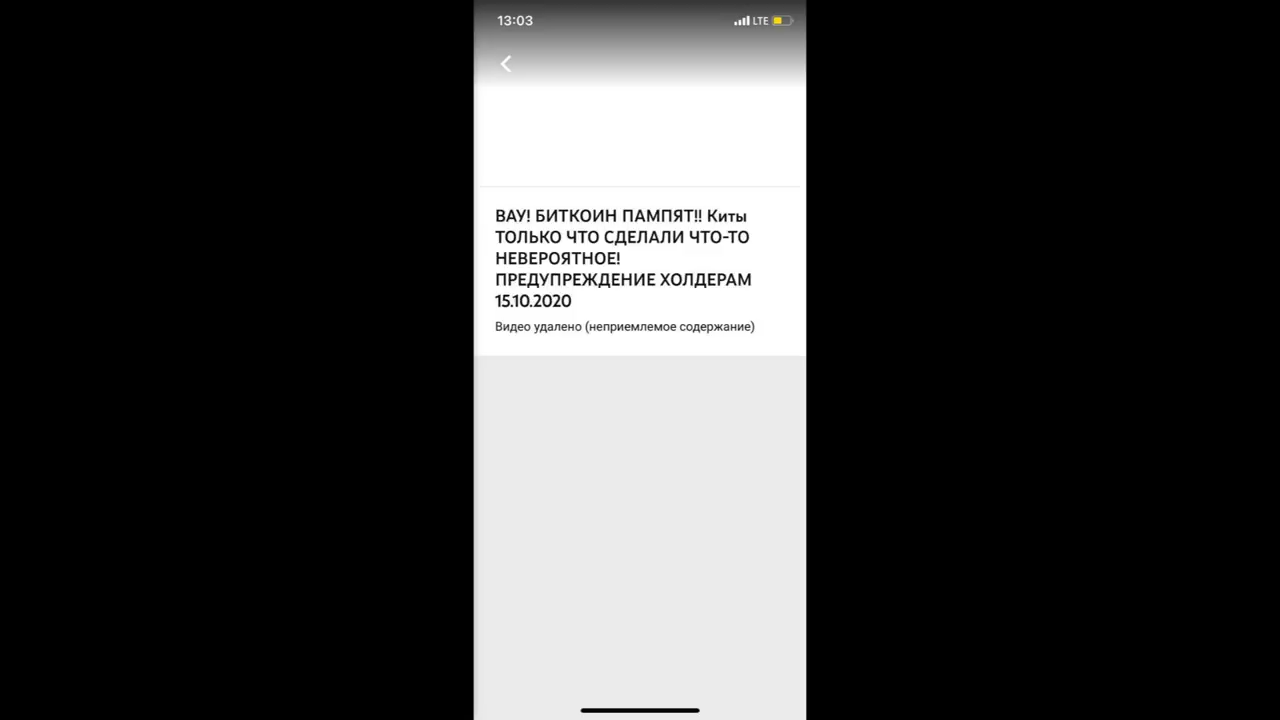 13:03
LTE
ВАУ! БИТКОИН ПАМПЯТ!! Киты
ТОЛЬКО ЧТО СДЕЛАЛИ ЧТО-ТО
НЕВЕРОЯТНОЕ!
ПРЕДУПРЕЖДЕНИЕ ХОЛДЕРАМ
15.10.2020
Видео удалено (неприемлемое содержание)